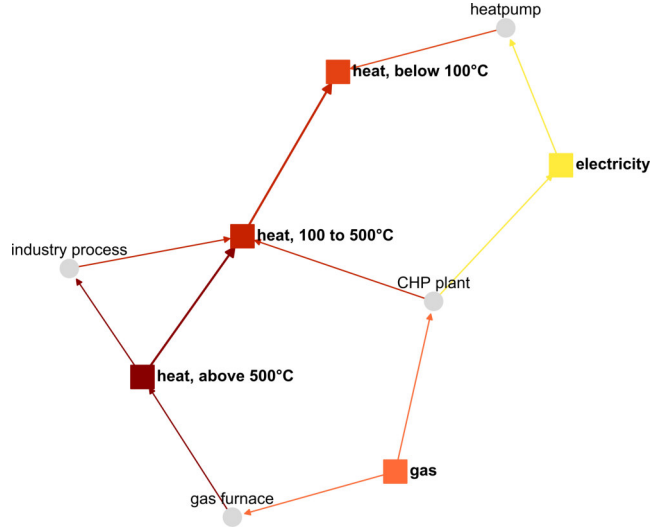 heatpump
heat, below 100°C
electricity
heat, 100 to 500°C
industry process
CHP plant
heat, above 500°C
gas
gas furnace